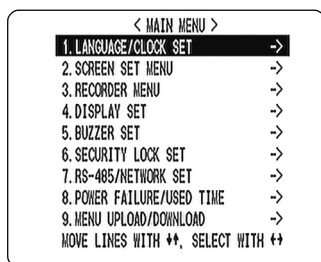 < MAIN MENU >
1. LANGUAGE/CLOCK SET ->
2. SCREEN SET MENU ->
3. RECORDER MENU ->
4. DISPLAY SET ->
5. BUZZER SET ->
6. SECURITY LOCK SET ->
7. RS-485/NETWORK SET ->
8. POWER FAILURE/USED TIME ->
9. MENU UPLOAD/DOWNLOAD ->
MOVE LINES WITH ↓↑, SELECT WITH ←→